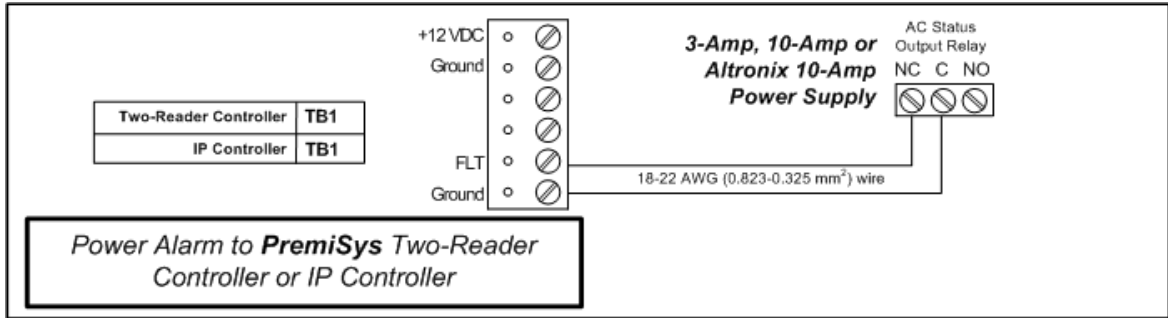 +12 VDC
Ground
FLT
Ground
Two-Reader Controller TB1
IP Controller TB1
3-Amp, 10-Amp or
Altronix 10-Amp
Power Supply
AC Status
Output Relay
NC C NO
18-22 AWG (0.823-0.325 mm²) wire
Power Alarm to PremiSys Two-Reader
Controller or IP Controller